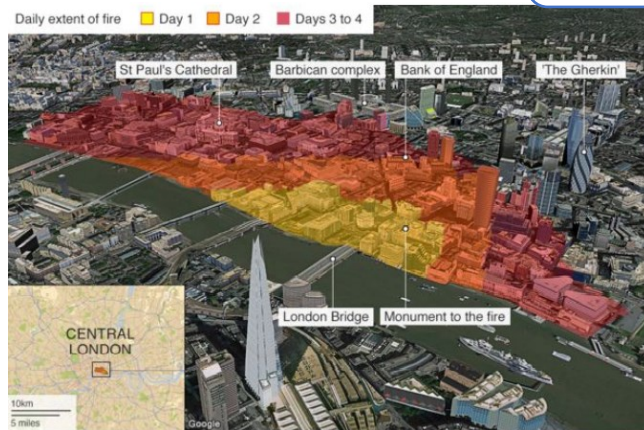 Daily extent of fire Day 1 Day 2 Days 3 to 4
St Paul's Cathedral Barbican complex Bank of England 'The Gherkin'
London Bridge Monument to the fire
CENTRAL
LONDON
10km
5 miles
Google